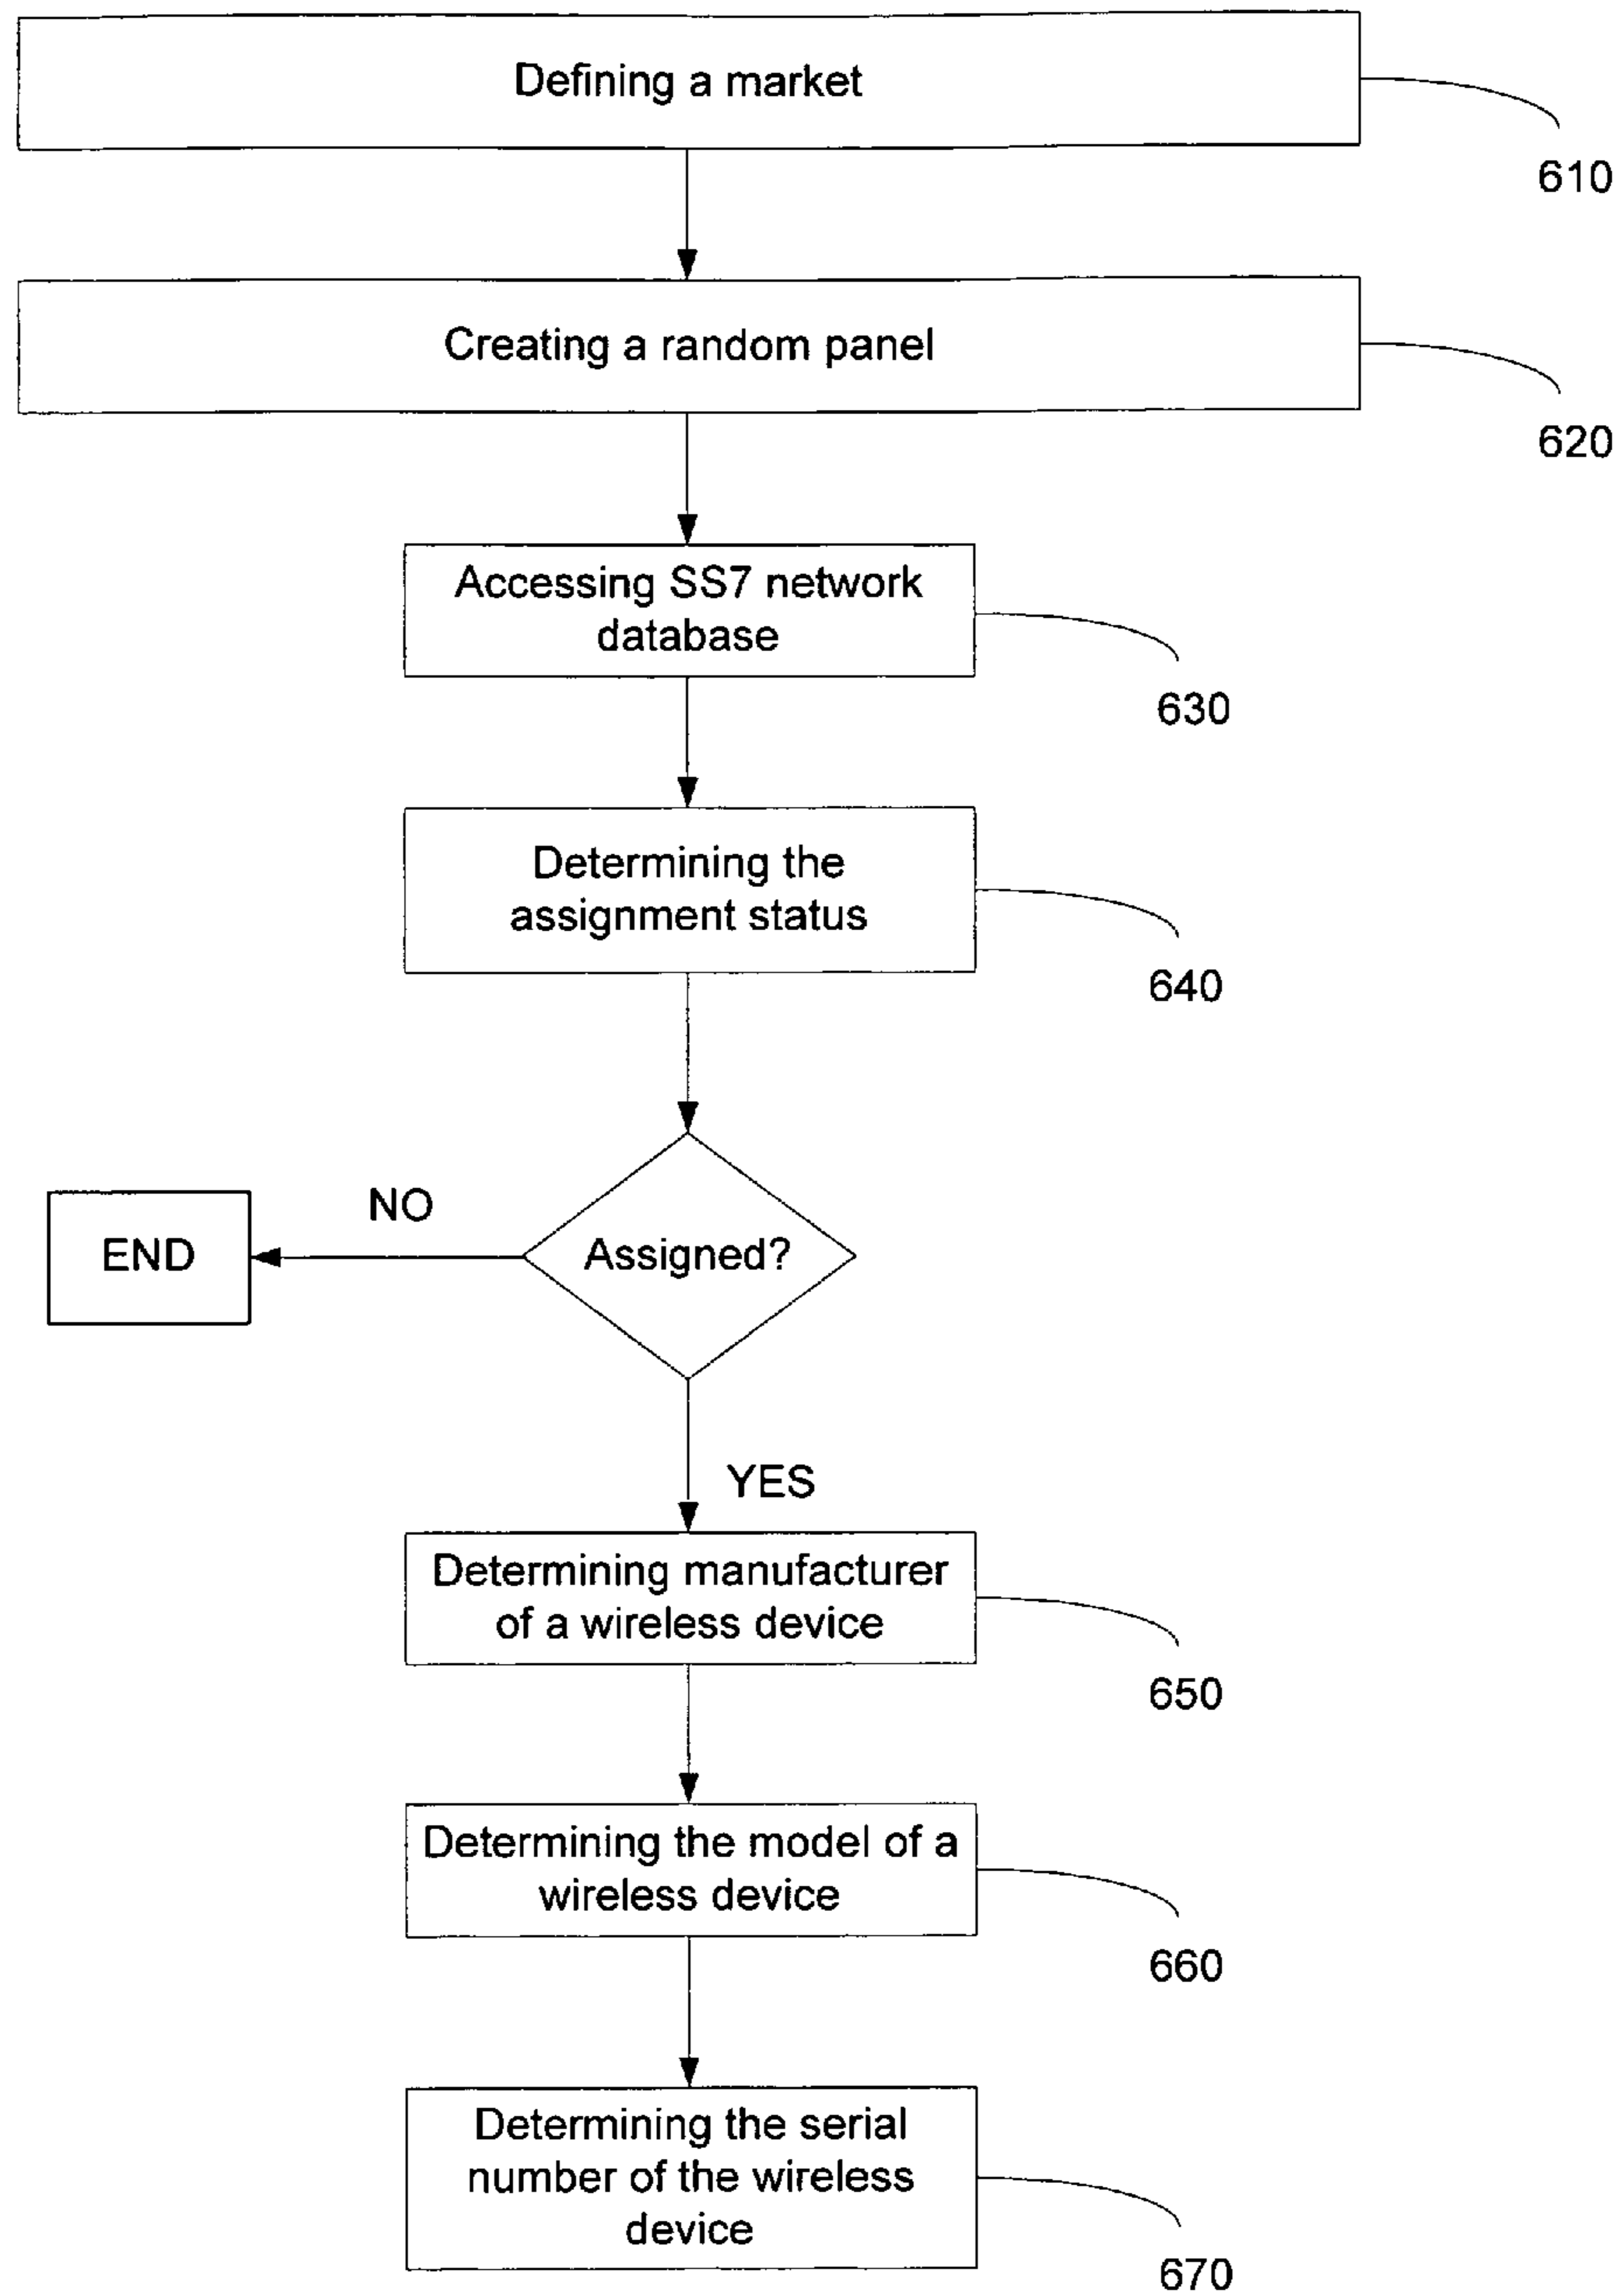 Defining a market
610
Creating a random panel
620
Accessing SS7 network
database
630
Determining the
assignment status
640
NO
END
Assigned?
YES
Determining manufacturer
of a wireless device
650
Determining the model of a
wireless device
660
Determining the serial
number of the wireless
device
670